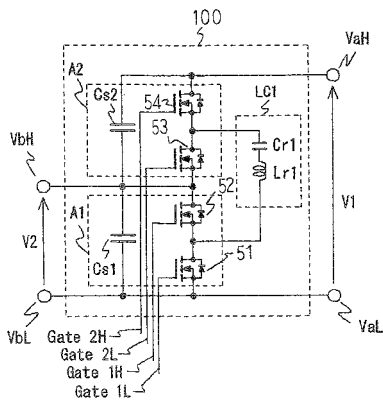 100
VaH
A2
Cs2
54
LC1
53
Cr1
Lr1
VbH
52
A1
V2
V1
Cs1
51
VbL
Gate 2H
Gate 2L
Gate 1H
Gate 1L
VaL